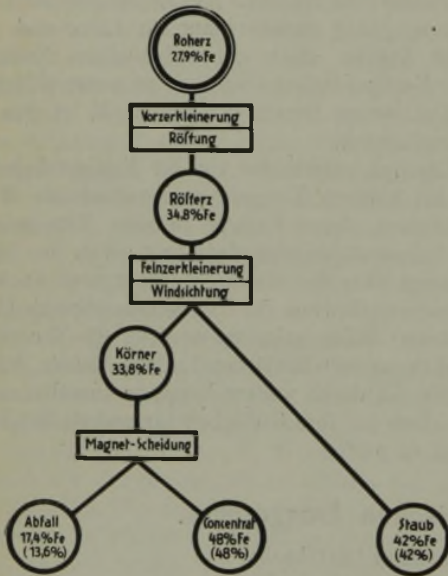 Roherz
27,9% Fe
Vorzerkleinerung
Röstung
Rösterz
34,8% Fe
Feinzerkleinerung
Windsichtung
Körner
33,8% Fe
Magnet-Scheidung
Abfall
17,4% Fe
(13,6%)
Concentrat
48% Fe
(48%)
Staub
42% Fe
(42%)